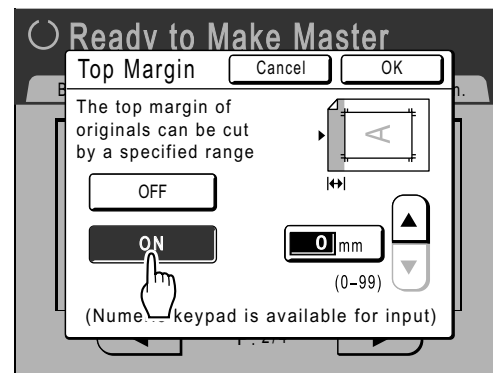 Ready to Make Master
Top Margin
Cancel
OK
The top margin of
originals can be cut
by a specified range
A
OFF
ON
0 mm
(0–99)
keypad is available for input)